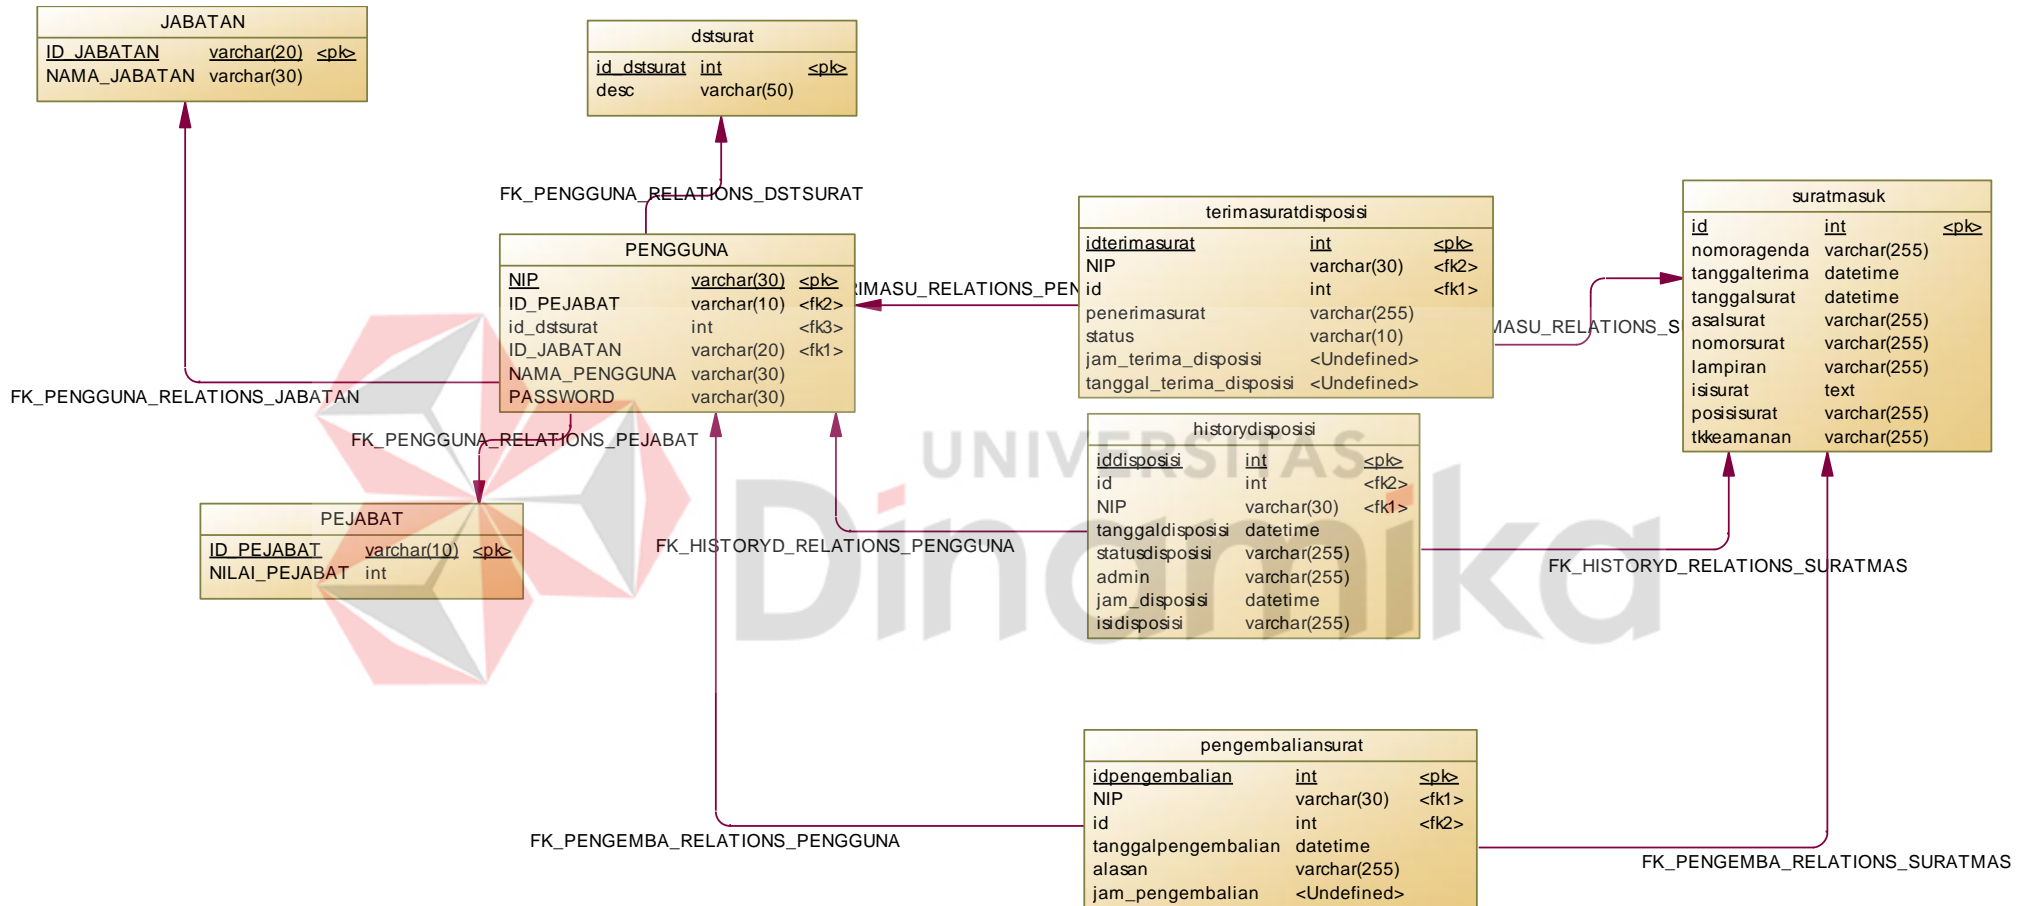 JABATAN
ID_JABATAN varchar(20) <pk>
NAMA_JABATAN varchar(30)
dstsurat
id_dstsurat int <pk>
desc varchar(50)
FK_PENGGUNA_RELATIONS_DSTSURAT
PENGGUNA
NIP varchar(30) <pk>
ID_PEJABAT varchar(10) <fk2>
id_dstsurat int <fk3>
ID_JABATAN varchar(20) <fk1>
NAMA_PENGGUNA varchar(30)
PASSWORD varchar(30)
RIMASU_RELATIONS_PEN
terimasuratdisposisi
idterimasurat int <pk>
NIP varchar(30) <fk2>
id int <fk1>
penerimasurat varchar(255)
status varchar(10)
jam_terima_disposisi <Undefined>
tanggal_terima_disposisi <Undefined>
MASU_RELATIONS_S
suratmasuk
id int <pk>
nomoragenda varchar(255)
tanggalterima datetime
tanggalsurat datetime
asalsurat varchar(255)
nomorsurat varchar(255)
lampiran varchar(255)
isisurat text
posisisurat varchar(255)
tkkeamanan varchar(255)
FK_PENGGUNA_RELATIONS_JABATAN
FK_PENGGUNA_RELATIONS_PEJABAT
PEJABAT
ID_PEJABAT varchar(10) <pk>
NILAI_PEJABAT int
historydisposisi
iddisposisi int <pk>
id int <fk2>
NIP varchar(30) <fk1>
tanggaldisposisi datetime
statusdisposisi varchar(255)
admin varchar(255)
jam_disposisi datetime
isidisposisi varchar(255)
FK_HISTORYD_RELATIONS_PENGGUNA
FK_HISTORYD_RELATIONS_SURATMAS
UNIVERSITAS
Dinamika
pengembaliansurat
idpengembalian int <pk>
NIP varchar(30) <fk1>
id int <fk2>
tanggalpengembalian datetime
alasan varchar(255)
jam_pengembalian <Undefined>
FK_PENGEMBA_RELATIONS_PENGGUNA
FK_PENGEMBA_RELATIONS_SURATMAS